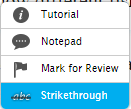 Tutorial
Notepad
Mark for Review
abc Strikethrough